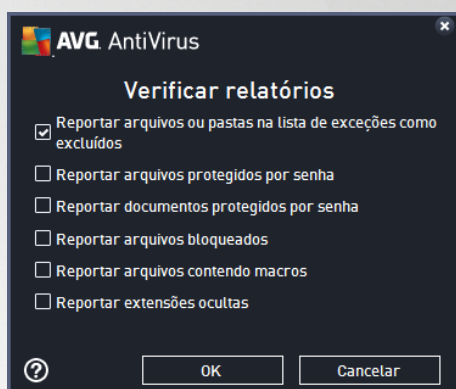 AVG. AntiVirus
Verificar relatórios
Reportar arquivos ou pastas na lista de exceções como
excluídos
Reportar arquivos protegidos por senha
Reportar documentos protegidos por senha
Reportar arquivos bloqueados
Reportar arquivos contendo macros
Reportar extensões ocultas
? OK Cancelar